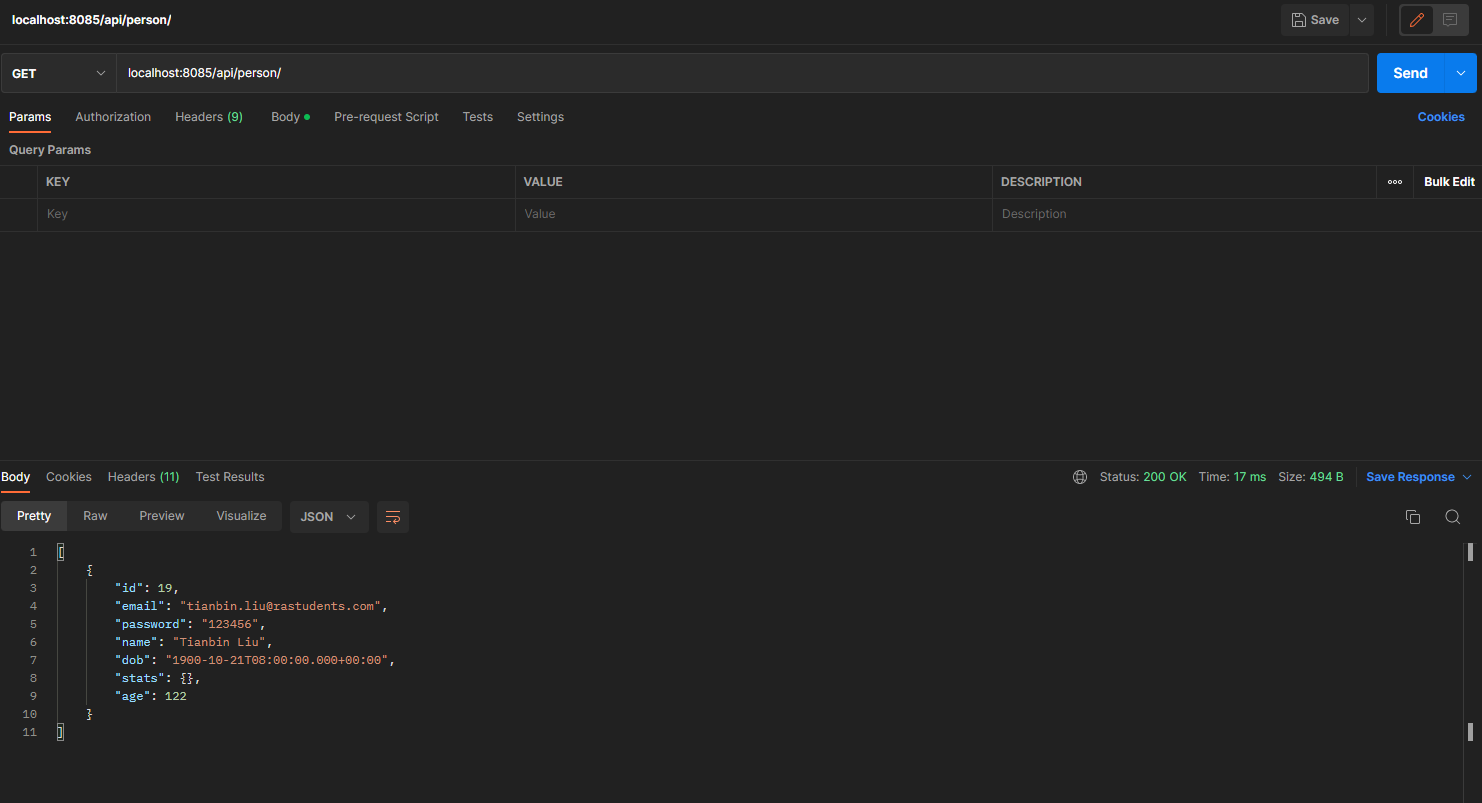 localhost:8085/api/person/
Save
GET localhost:8085/api/person/ Send
Params Authorization Headers (9) Body Pre-request Script Tests Settings Cookies
Query Params
KEY VALUE DESCRIPTION Bulk Edit
Key Value Description
Body Cookies Headers (11) Test Results Status: 200 OK Time: 17 ms Size: 494 B Save Response
Pretty Raw Preview Visualize JSON
1 [
2 {
3 "id": 19,
4 "email": "tianbin.liu@rastudents.com",
5 "password": "123456",
6 "name": "Tianbin Liu",
7 "dob": "1900-10-21T08:00:00.000+00:00",
8 "stats": {},
9 "age": 122
10 }
11 ]